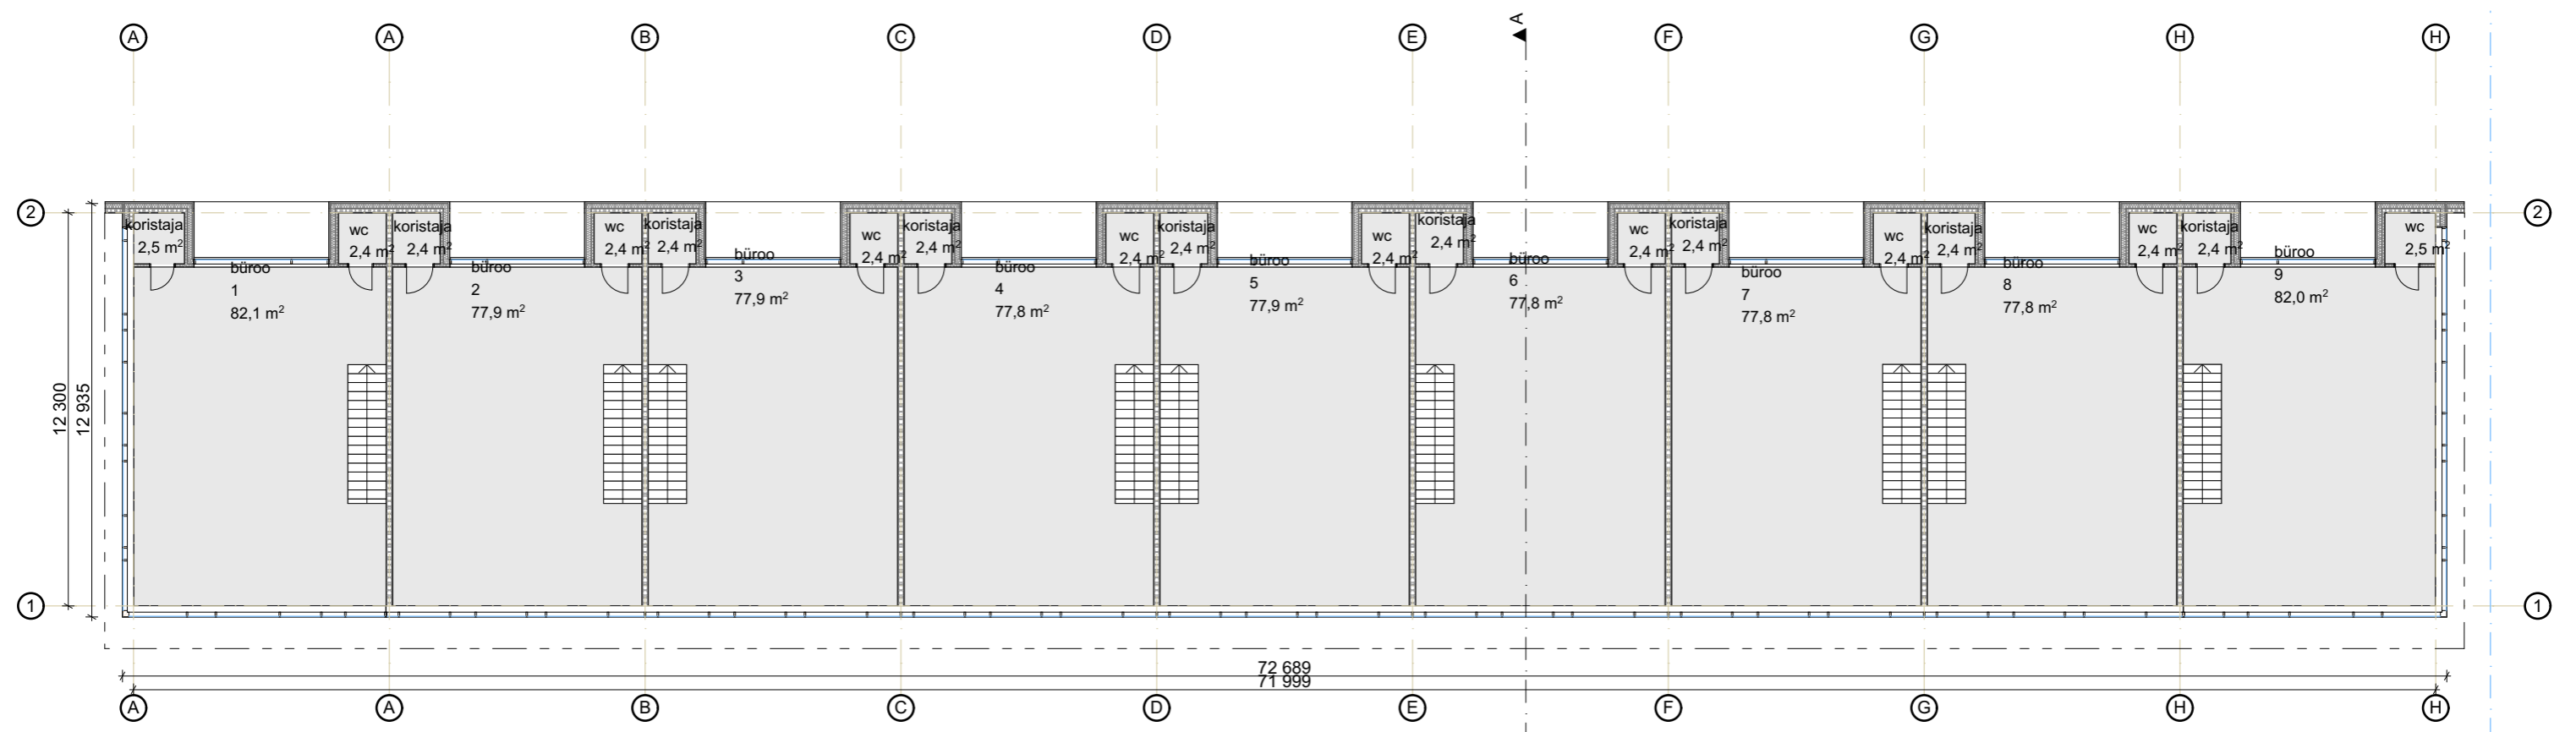 A
A A B C D E F G H H
2
2
koristaja
2,5 m²
wc
2,4 m²
koristaja
2,4 m²
wc
2,4 m²
koristaja
2,4 m²
wc
2,4 m²
koristaja
2,4 m²
wc
2,4 m²
koristaja
2,4 m²
wc
2,4 m²
koristaja
2,4 m²
wc
2,4 m²
koristaja
2,4 m²
wc
2,4 m²
koristaja
2,4 m²
wc
2,4 m²
koristaja
2,4 m²
wc
2,5 m²
büroo
1
82,1 m²
büroo
2
77,9 m²
büroo
3
77,9 m²
büroo
4
77,8 m²
büroo
5
77,9 m²
büroo
6
77,8 m²
büroo
7
77,8 m²
büroo
8
77,8 m²
büroo
9
82,0 m²
12 300
12 935
1
1
72 689
71 999
A A B C D E F G H H